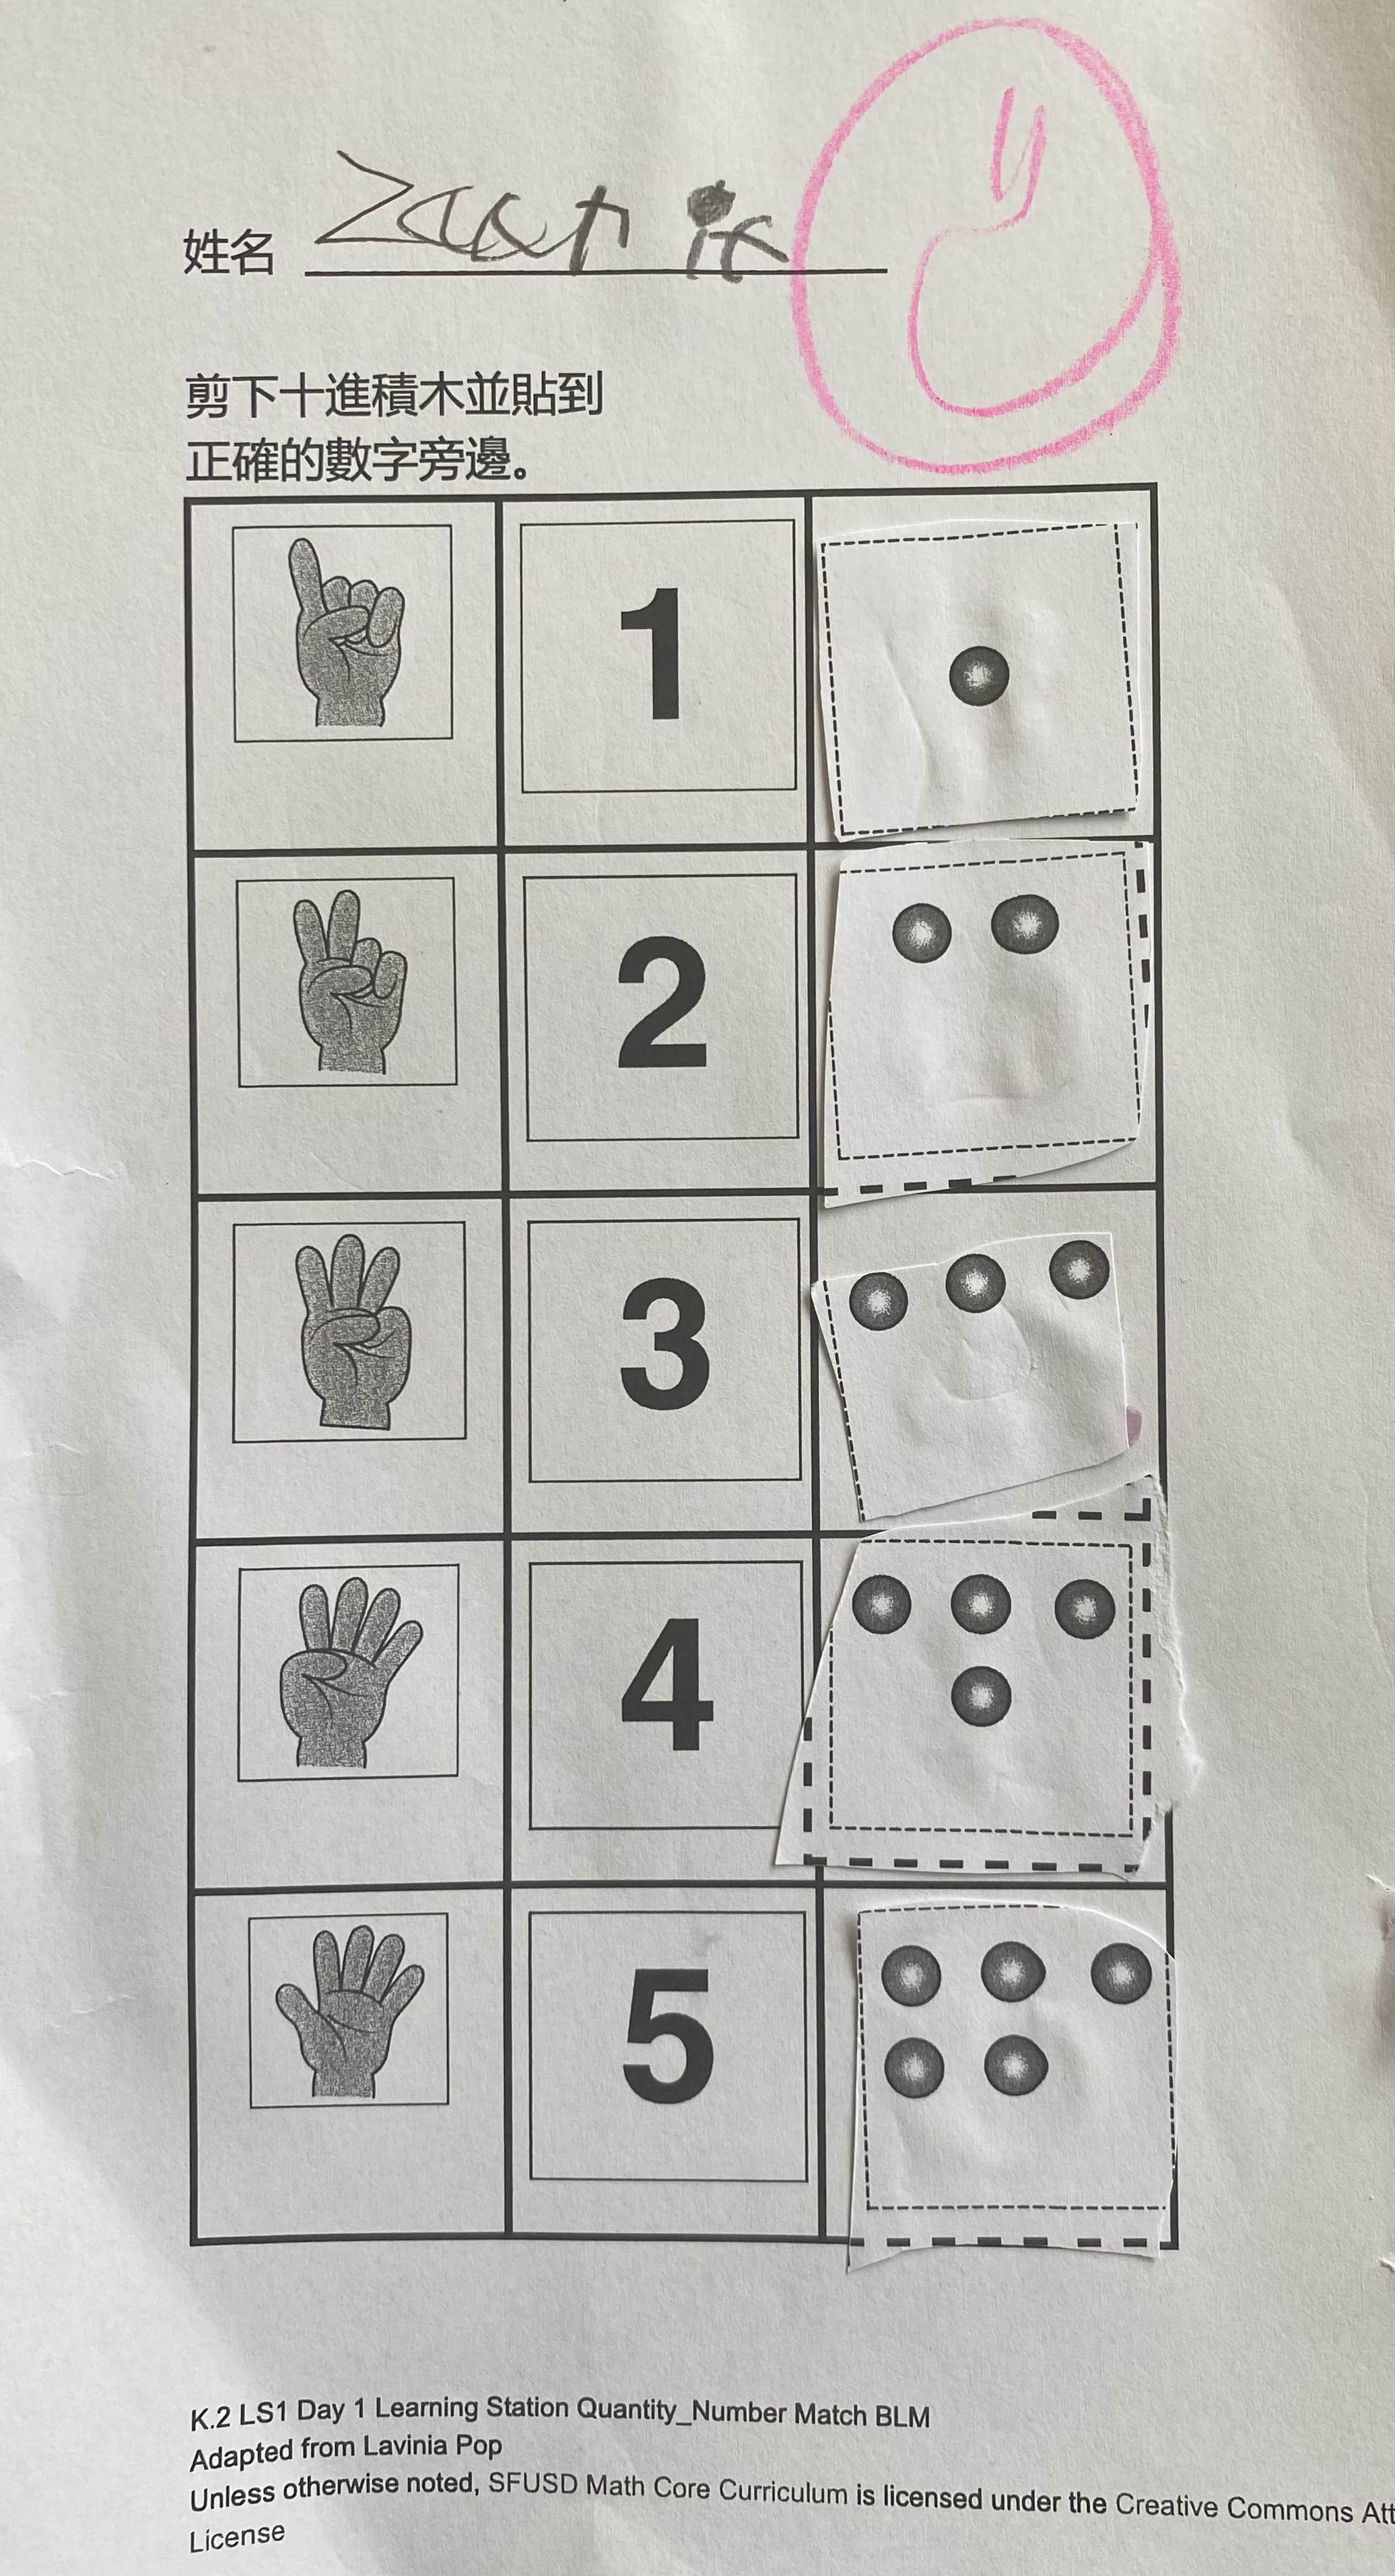 姓名
剪下十進積木並貼到
正確的數字旁邊。
1
2
3
4
5
K.2 LS1 Day 1 Learning Station Quantity_Number Match BLM
Adapted from Lavinia Pop
Unless otherwise noted, SFUSD Math Core Curriculum is licensed under the Creative Commons Att
License